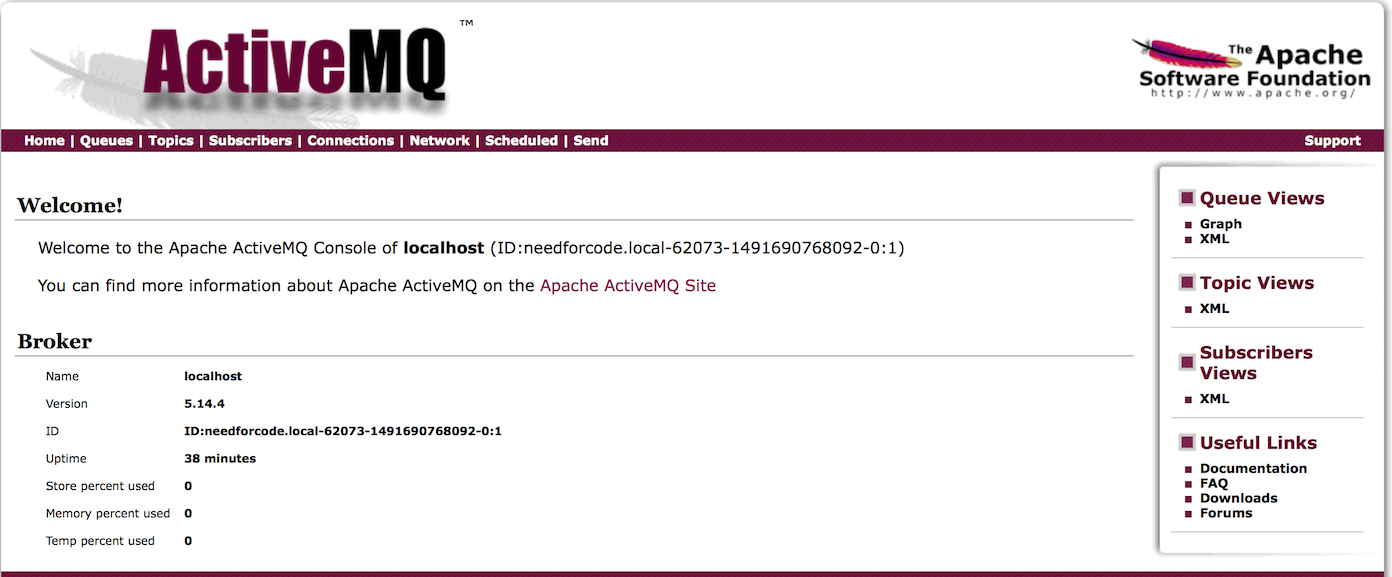 ActiveMQ™
The Apache
Software Foundation
http://www.apache.org/
Home | Queues | Topics | Subscribers | Connections | Network | Scheduled | Send
Support
Welcome!
Welcome to the Apache ActiveMQ Console of localhost (ID:needforcode.local-62073-1491690768092-0:1)
You can find more information about Apache ActiveMQ on the Apache ActiveMQ Site
Broker
Name localhost
Version 5.14.4
ID ID:needforcode.local-62073-1491690768092-0:1
Uptime 38 minutes
Store percent used 0
Memory percent used 0
Temp percent used 0
Queue Views
Graph
XML
Topic Views
XML
Subscribers
Views
XML
Useful Links
Documentation
FAQ
Downloads
Forums